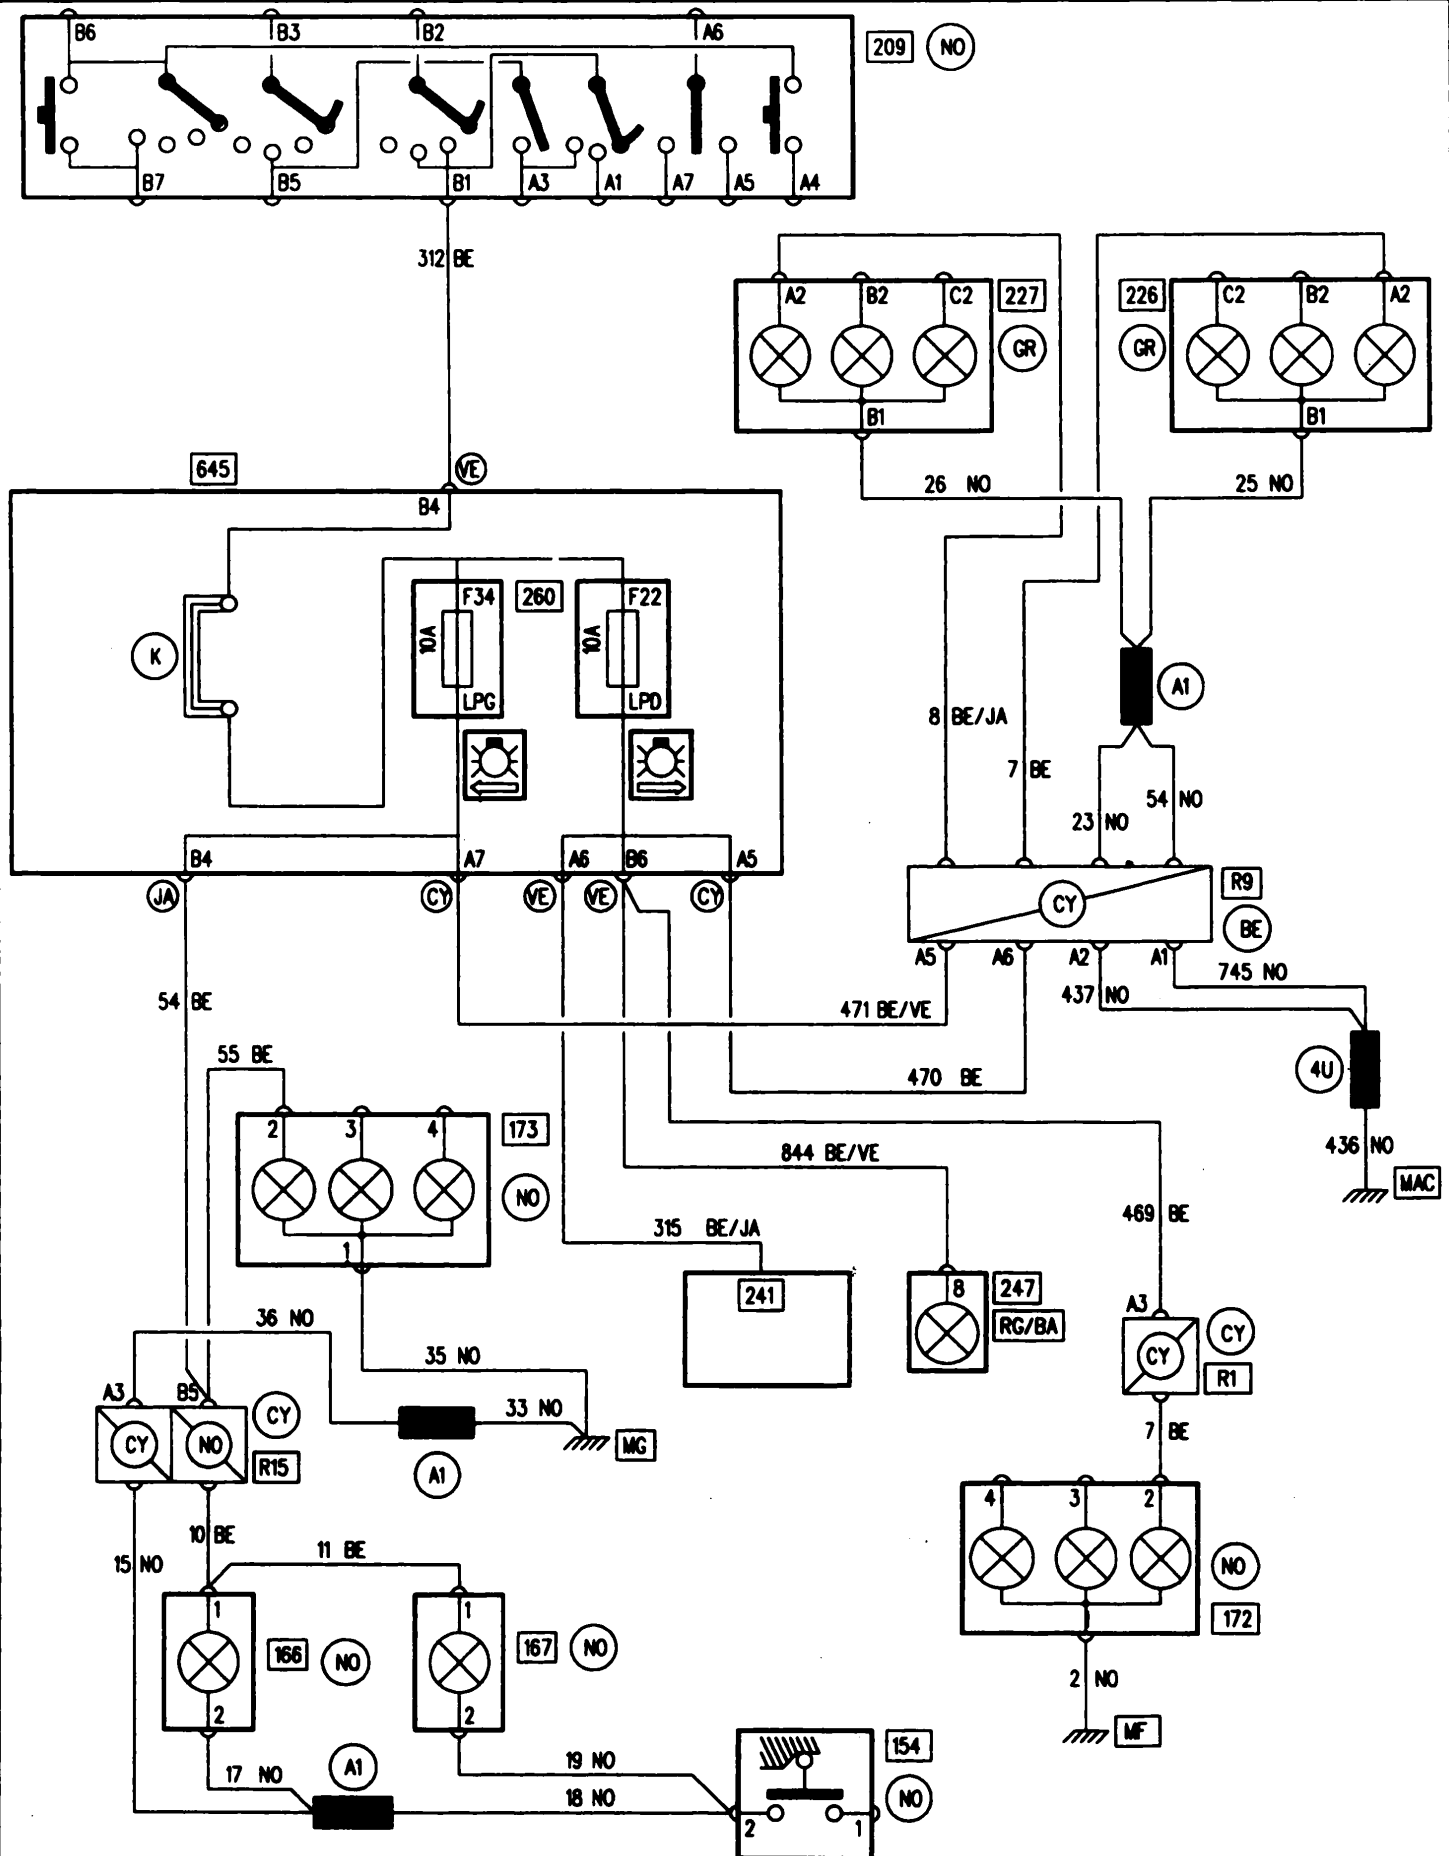 B6 B3 B2 A6
209 NO
B7 B5 B1 A3 A1 A7 A5 A4
312 BE
A2 B2 C2 227 226 C2 B2 A2
GR GR
B1 B1
645 VE
26 NO 25 NO
B4
F34 260 F22
10A 10A
K
LPG LPD
A1
8 BE/JA
7 BE
54 NO
23 NO
B4 A7 A6 B6 A5
JA CY VE VE CY
CY R9
BE
A5 A6 A2 A1
745 NO
437 NO
54 BE
471 BE/VE
55 BE
470 BE
4U
2 3 4 173
844 BE/VE
436 NO
MAC
NO
469 BE
315 BE/JA
1
241
8 247
RG/BA
36 NO
A3 CY
35 NO
CY
R1
A3 B5 CY
33 NO
CY NO
R15
MG
A1
7 BE
4 3 2
10 BE
11 BE
15 NO
NO
1 1
172
166 NO
167 NO
2 NO
2 2
MF
154
A1
19 NO
17 NO
18 NO
NO
2 1